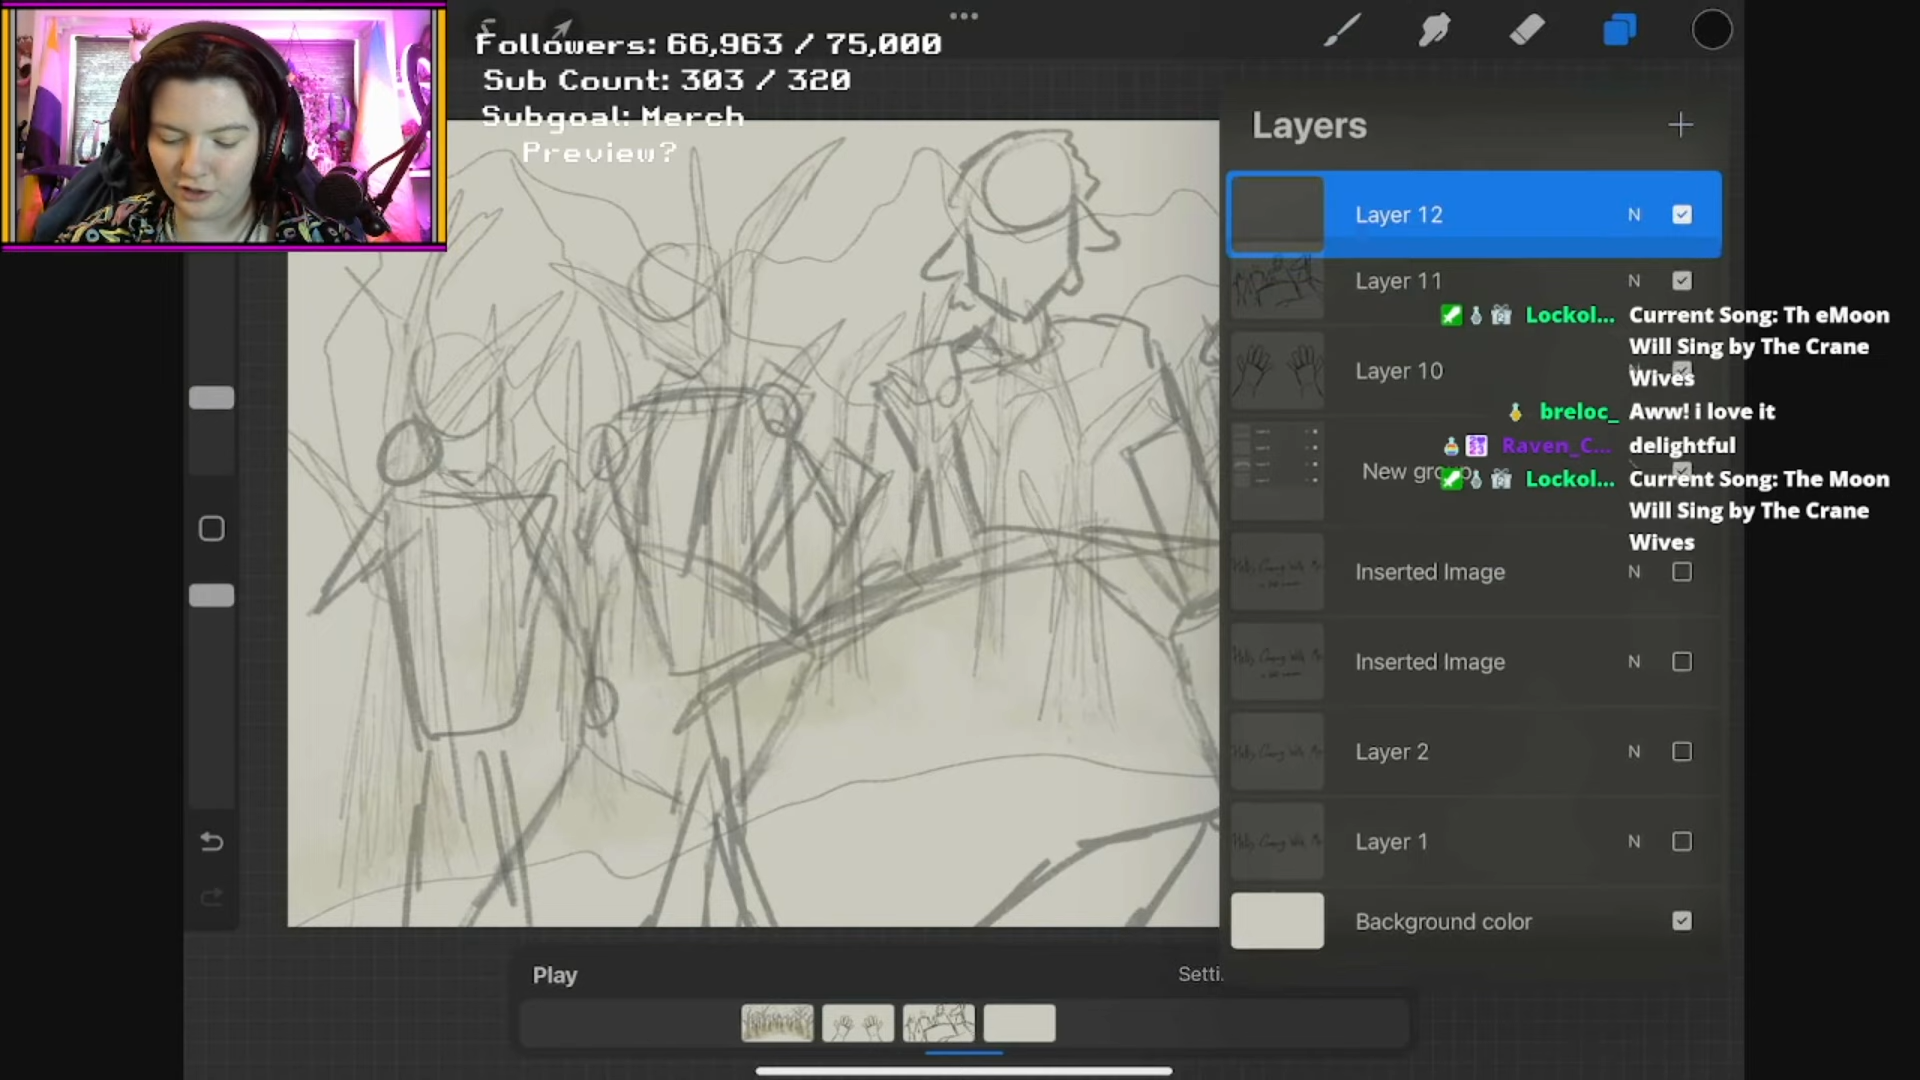 Followers: 66,963 / 75,000
Sub Count: 303 / 320
Subgoal: Merch
Preview?
Layers
Layer 12 N
Layer 11 N
Lockol... Current Song: Th eMoon
Will Sing by The Crane
Wives
Layer 10
breloc_ Aww! i love it
Raven_C... delightful
New group
Lockol... Current Song: The Moon
Will Sing by The Crane
Wives
Inserted Image N
Inserted Image N
Layer 2 N
Layer 1 N
Background color
Play
Setti.